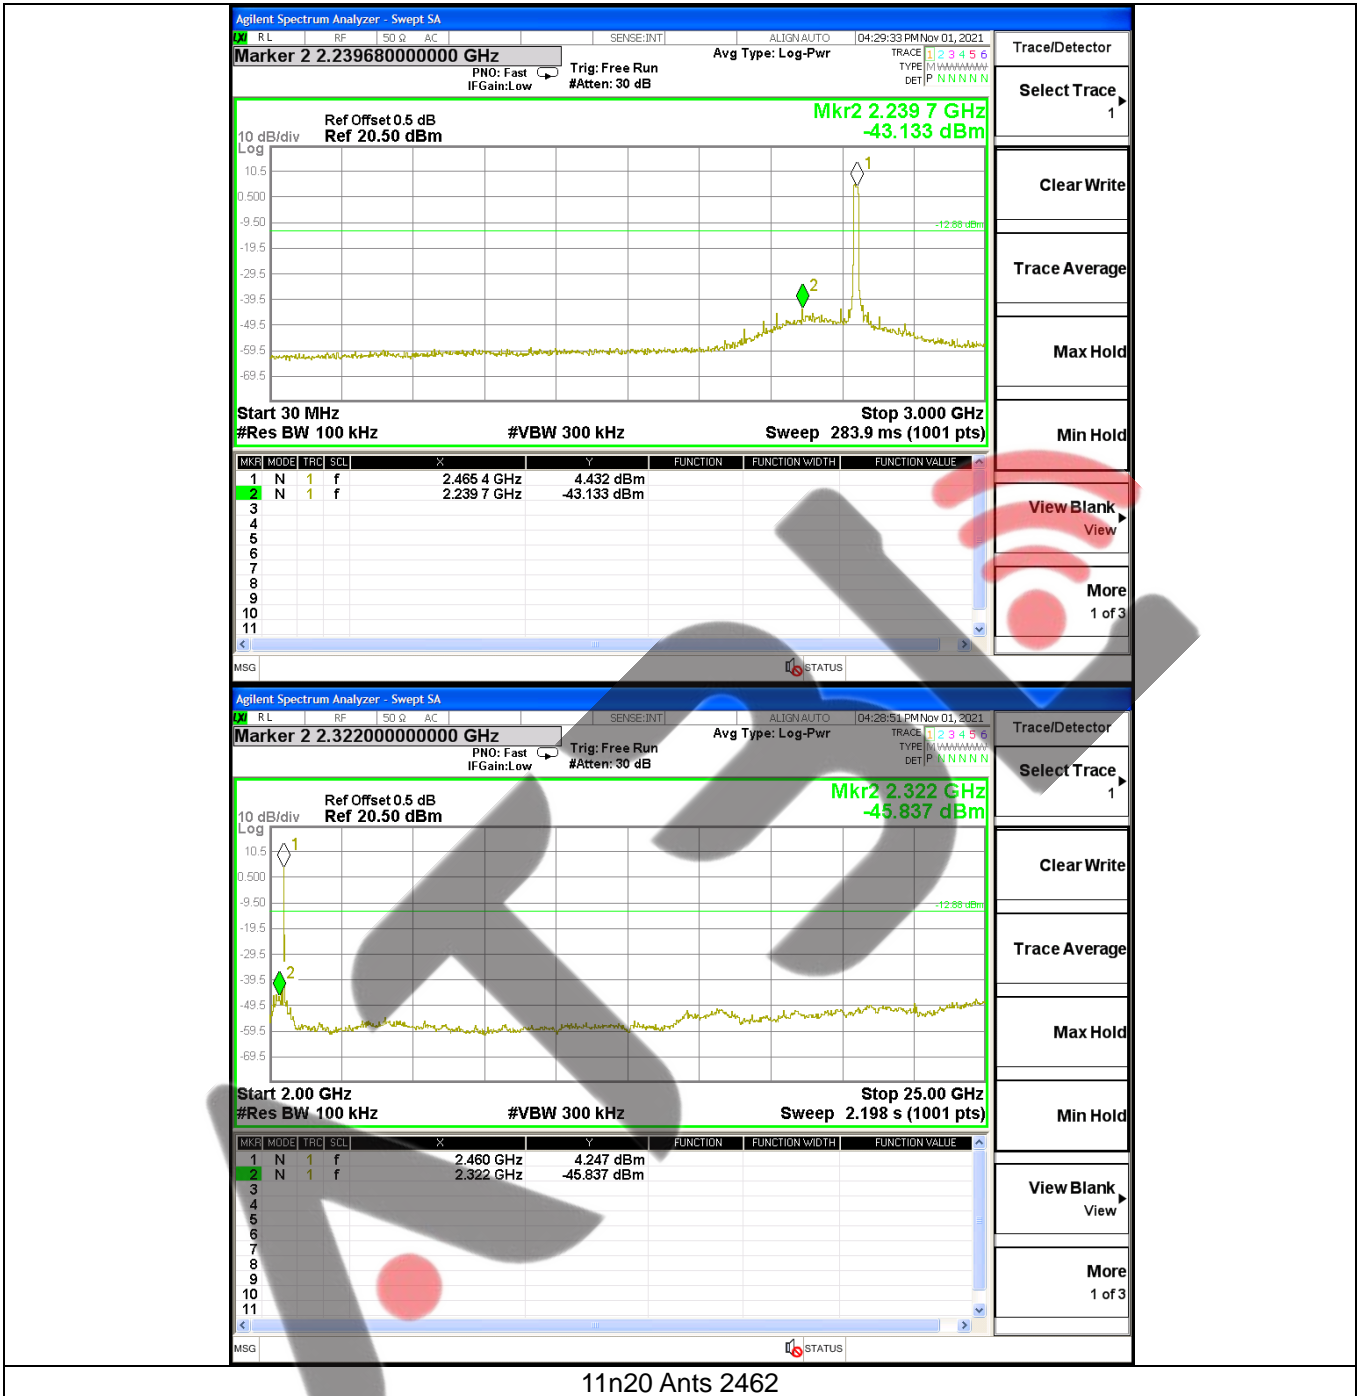 Agilent Spectrum Analyzer - Swept SA
LXI RL RF 50 Ω AC SENSE:INT ALIGN AUTO 04:29:33 PM Nov 01, 2021
Marker 2 2.239680000000 GHz
PNO: Fast
IFGain:Low
Trig: Free Run
#Atten: 30 dB
Avg Type: Log-Pwr
TRACE 1 2 3 4 5 6
TYPE M WWWWW
DET P N N N N N
Ref Offset 0.5 dB
10 dB/div Ref 20.50 dBm
Log
Mkr2 2.239 7 GHz
-43.133 dBm
10.5
0.500
-9.50
-19.5
-29.5
-39.5
-49.5
-59.5
-69.5
1
2
-12.88 dBm
Start 30 MHz Stop 3.000 GHz
#Res BW 100 kHz #VBW 300 kHz Sweep 283.9 ms (1001 pts)
MKR MODE TRC SCL X Y FUNCTION FUNCTION WIDTH FUNCTION VALUE
1 N 1 f 2.465 4 GHz 4.432 dBm
2 N 1 f 2.239 7 GHz -43.133 dBm
3
4
5
6
7
8
9
10
11
MSG STATUS
Trace/Detector
Select Trace
1
Clear Write
Trace Average
Max Hold
Min Hold
View Blank
View
More
1 of 3
Agilent Spectrum Analyzer - Swept SA
LXI RL RF 50 Ω AC SENSE:INT ALIGN AUTO 04:28:51 PM Nov 01, 2021
Marker 2 2.322000000000 GHz
PNO: Fast
IFGain:Low
Trig: Free Run
#Atten: 30 dB
Avg Type: Log-Pwr
TRACE 1 2 3 4 5 6
TYPE M WWWWW
DET P N N N N N
Ref Offset 0.5 dB
10 dB/div Ref 20.50 dBm
Log
Mkr2 2.322 GHz
-45.837 dBm
10.5
0.500
-9.50
-19.5
-29.5
-39.5
-49.5
-59.5
-69.5
1
2
-12.88 dBm
Start 2.00 GHz Stop 25.00 GHz
#Res BW 100 kHz #VBW 300 kHz Sweep 2.198 s (1001 pts)
MKR MODE TRC SCL X Y FUNCTION FUNCTION WIDTH FUNCTION VALUE
1 N 1 f 2.460 GHz 4.247 dBm
2 N 1 f 2.322 GHz -45.837 dBm
3
4
5
6
7
8
9
10
11
MSG STATUS
Trace/Detector
Select Trace
1
Clear Write
Trace Average
Max Hold
Min Hold
View Blank
View
More
1 of 3
11n20 Ants 2462